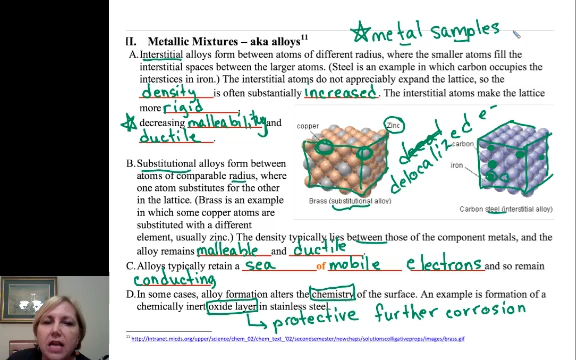 ☆ metal samples
II. Metallic Mixtures - aka alloys¹¹
A. Interstitial alloys form between atoms of different radius, where the smaller atoms fill the
interstitial spaces between the larger atoms. (Steel is an example in which carbon occupies the
interstices in iron.) The interstitial atoms do not appreciably expand the lattice, so the
density is often substantially increased. The interstitial atoms make the lattice
more rigid,
☆ decreasing malleability and
ductile.
copper
Zinc
delocalized e-
carbon
iron
Brass (substitutional alloy)
Carbon steel (interstitial alloy)
B. Substitutional alloys form between
atoms of comparable radius, where
one atom substitutes for the other
in the lattice. (Brass is an example
in which some copper atoms are
substituted with a different
element, usually zinc.) The density typically lies between those of the component metals, and the
alloy remains malleable and ductile.
C. Alloys typically retain a sea of mobile electrons and so remain
conducting.
D. In some cases, alloy formation alters the chemistry of the surface. An example is formation of a
chemically inert oxide layer in stainless steel.
↳ protective further corrosion
¹¹ http://intranet.micds.org/upper/science/chem_02/chem_text_'02/secondsemester/newchaps/solutionscolligativeprops/images/brass.gif